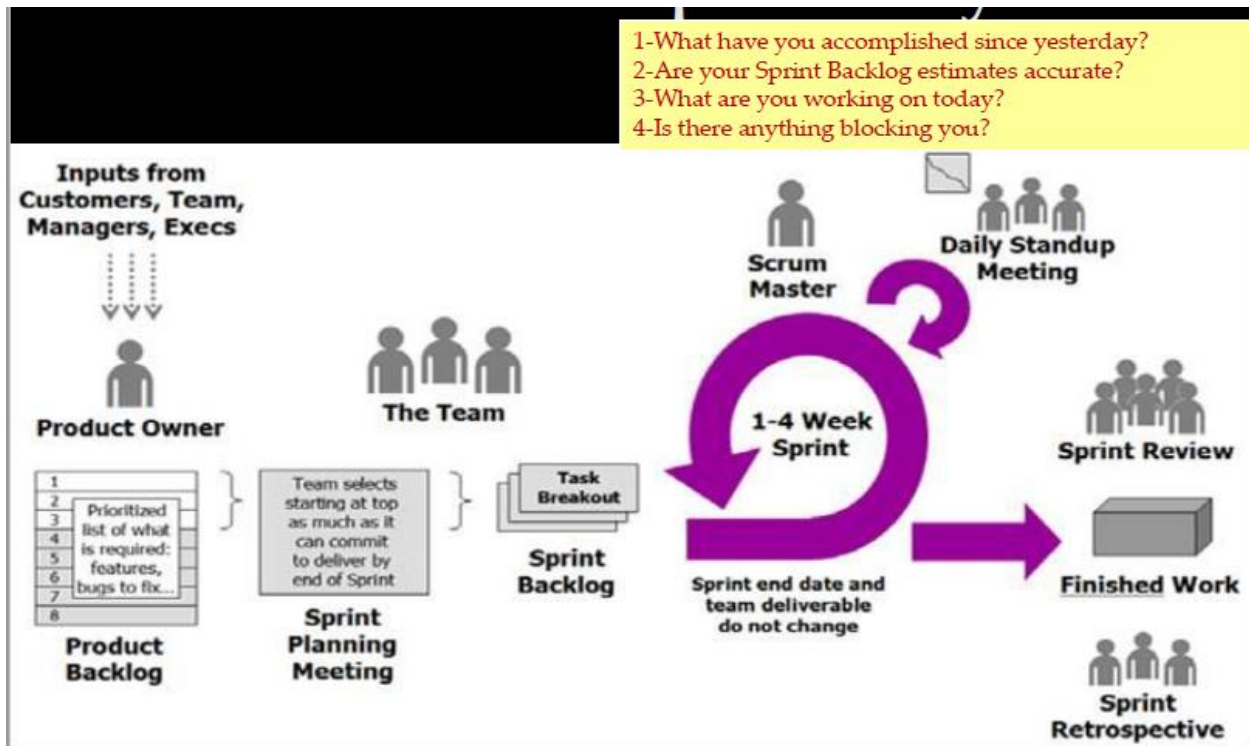 1-What have you accomplished since yesterday?
2-Are your Sprint Backlog estimates accurate?
3-What are you working on today?
4-Is there anything blocking you?
Inputs from
Customers, Team,
Managers, Execs
Product Owner
The Team
Scrum
Master
Daily Standup
Meeting
1
2
3
4
5
6
7
8
Prioritized
list of what
is required:
features,
bugs to fix...
Product
Backlog
Team selects
starting at top
as much as it
can commit
to deliver by
end of Sprint
Sprint
Planning
Meeting
Task
Breakout
Sprint
Backlog
1-4 Week
Sprint
Sprint end date and
team deliverable
do not change
Sprint Review
Finished Work
Sprint
Retrospective